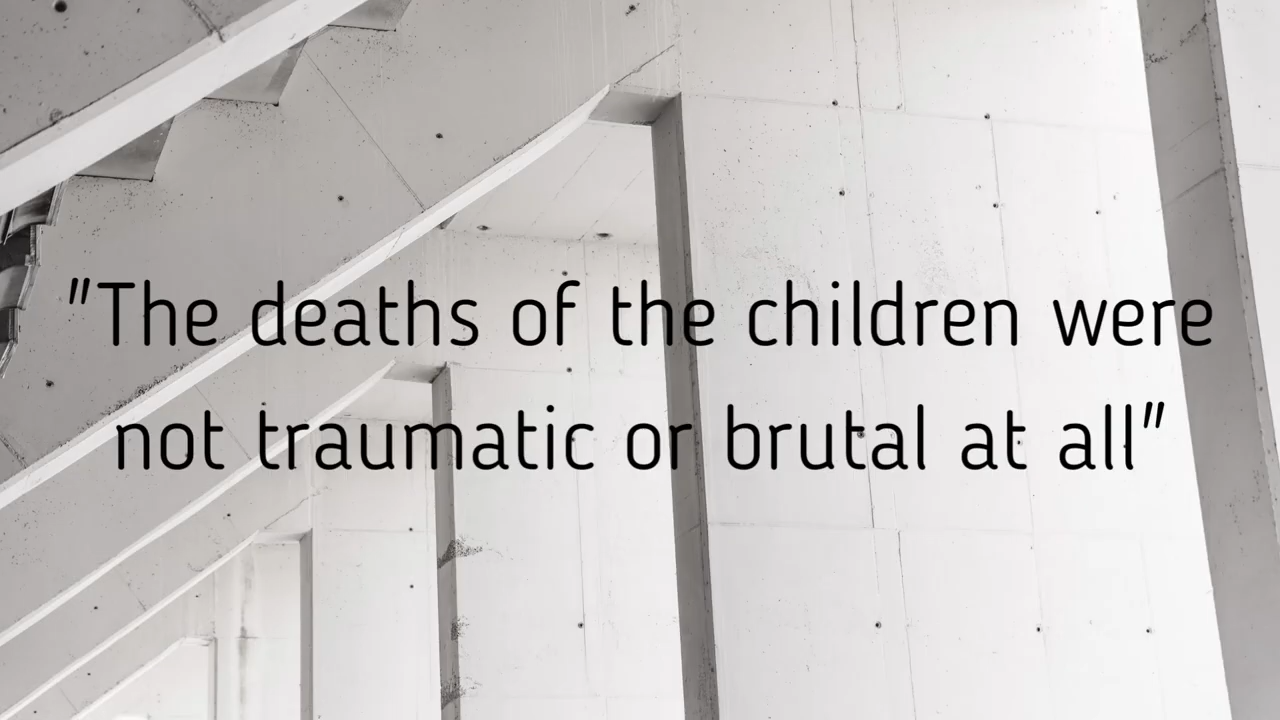 "The deaths of the children were
not traumatic or brutal at all"